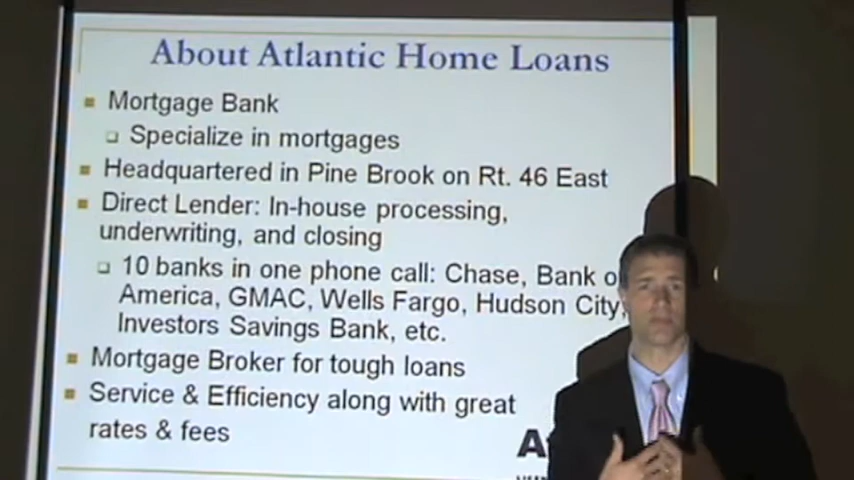 About Atlantic Home Loans
Mortgage Bank
Specialize in mortgages
Headquartered in Pine Brook on Rt. 46 East
Direct Lender: In-house processing,
underwriting, and closing
10 banks in one phone call: Chase, Bank
America, GMAC, Wells Fargo, Hudson City,
Investors Savings Bank, etc.
Mortgage Broker for tough loans
Service & Efficiency along with great
rates & fees